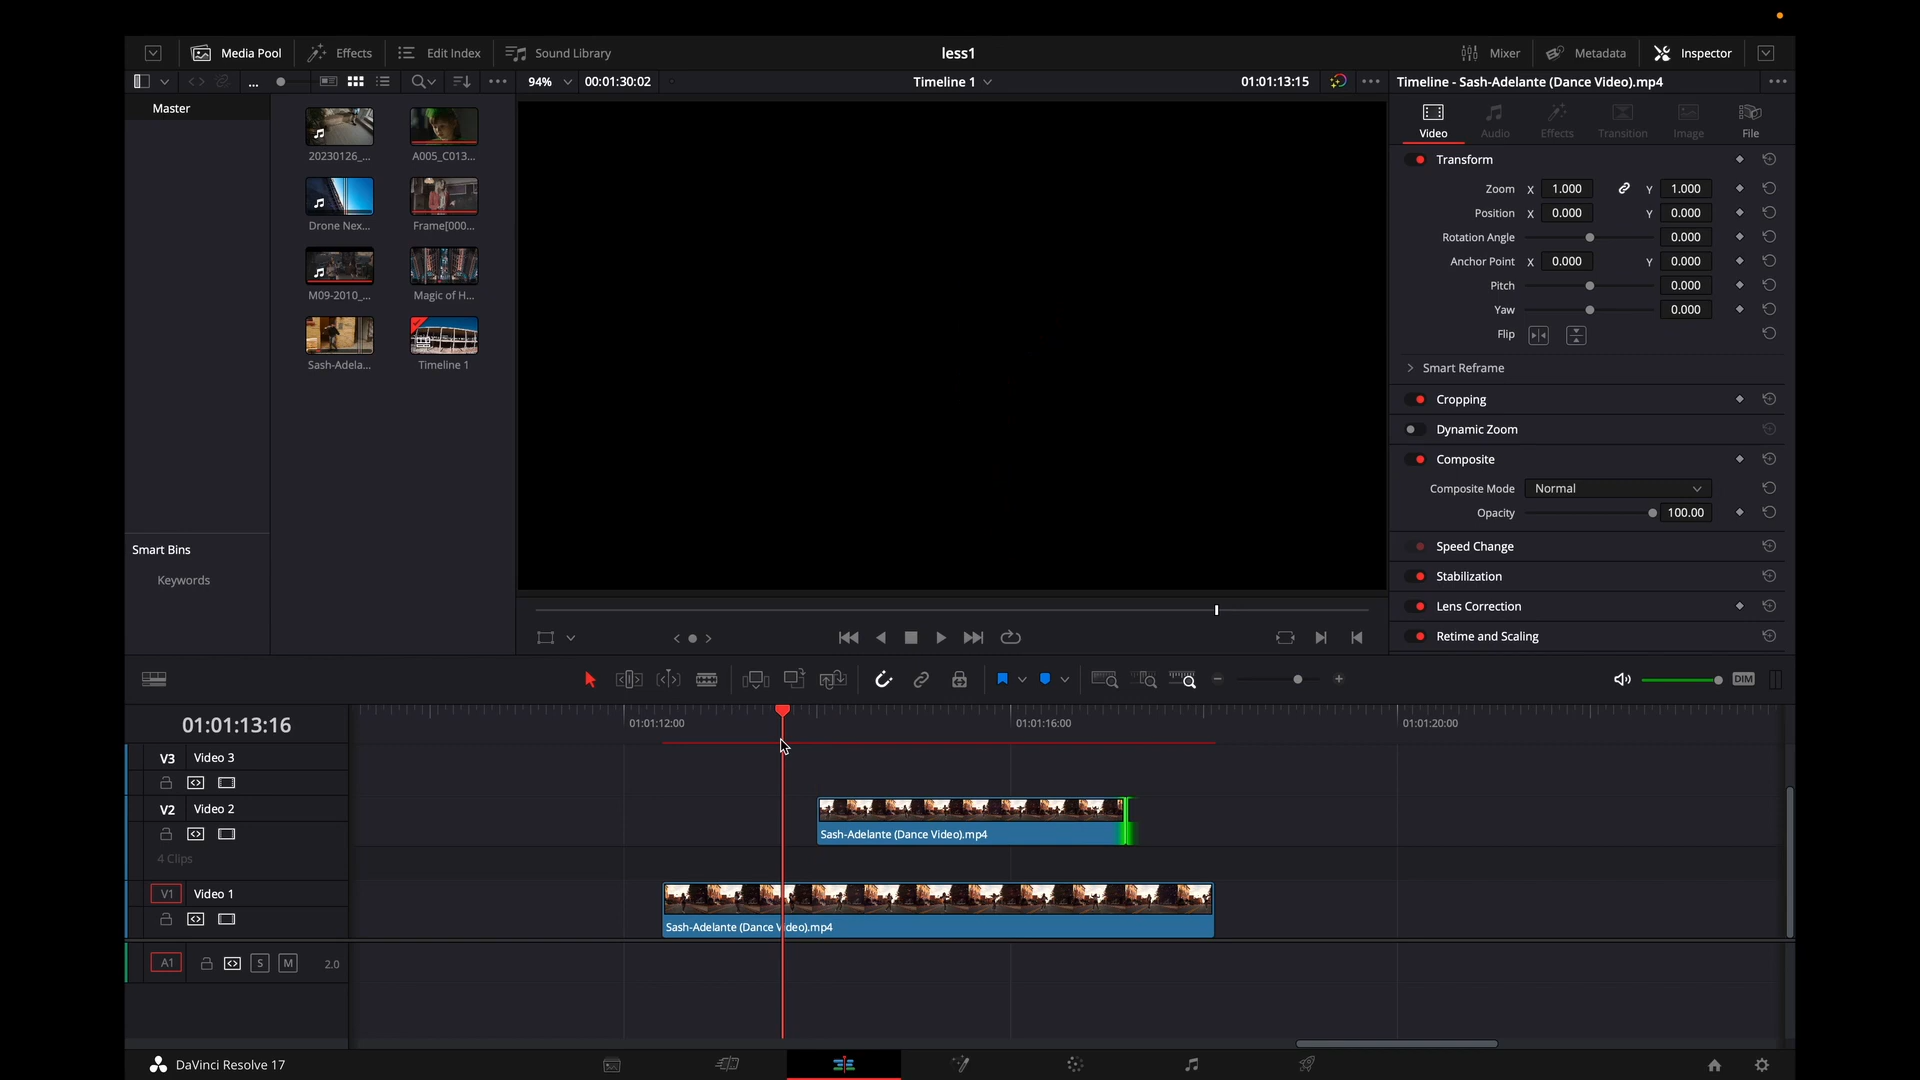 Media Pool
Effects
Edit Index
Sound Library
less1
Mixer
Metadata
Inspector
...
94%
00:01:30:02
Timeline 1
01:01:13:15
Timeline - Sash-Adelante (Dance Video).mp4
Master
20230126_...
A005_C013...
Drone Nex...
Frame[000...
M09-2010_...
Magic of H...
Sash-Adela...
Timeline 1
Smart Bins
Keywords
Video
Audio
Effects
Transition
Image
File
Transform
Zoom X 1.000 Y 1.000
Position X 0.000 Y 0.000
Rotation Angle 0.000
Anchor Point X 0.000 Y 0.000
Pitch 0.000
Yaw 0.000
Flip
Smart Reframe
Cropping
Dynamic Zoom
Composite
Composite Mode Normal
Opacity 100.00
Speed Change
Stabilization
Lens Correction
Retime and Scaling
DIM
01:01:13:16
01:01:12:00
01:01:16:00
01:01:20:00
V3 Video 3
V2 Video 2
4 Clips
Sash-Adelante (Dance Video).mp4
V1 Video 1
Sash-Adelante (Dance Video).mp4
A1 S M 2.0
DaVinci Resolve 17